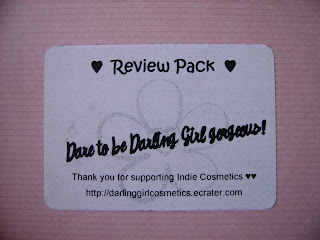 ♥ Review Pack ♥
Dare to be Darling Girl gorgeous!
Thank you for supporting Indie Cosmetics ♥♥
http://darlinggirlcosmetics.ecrater.com